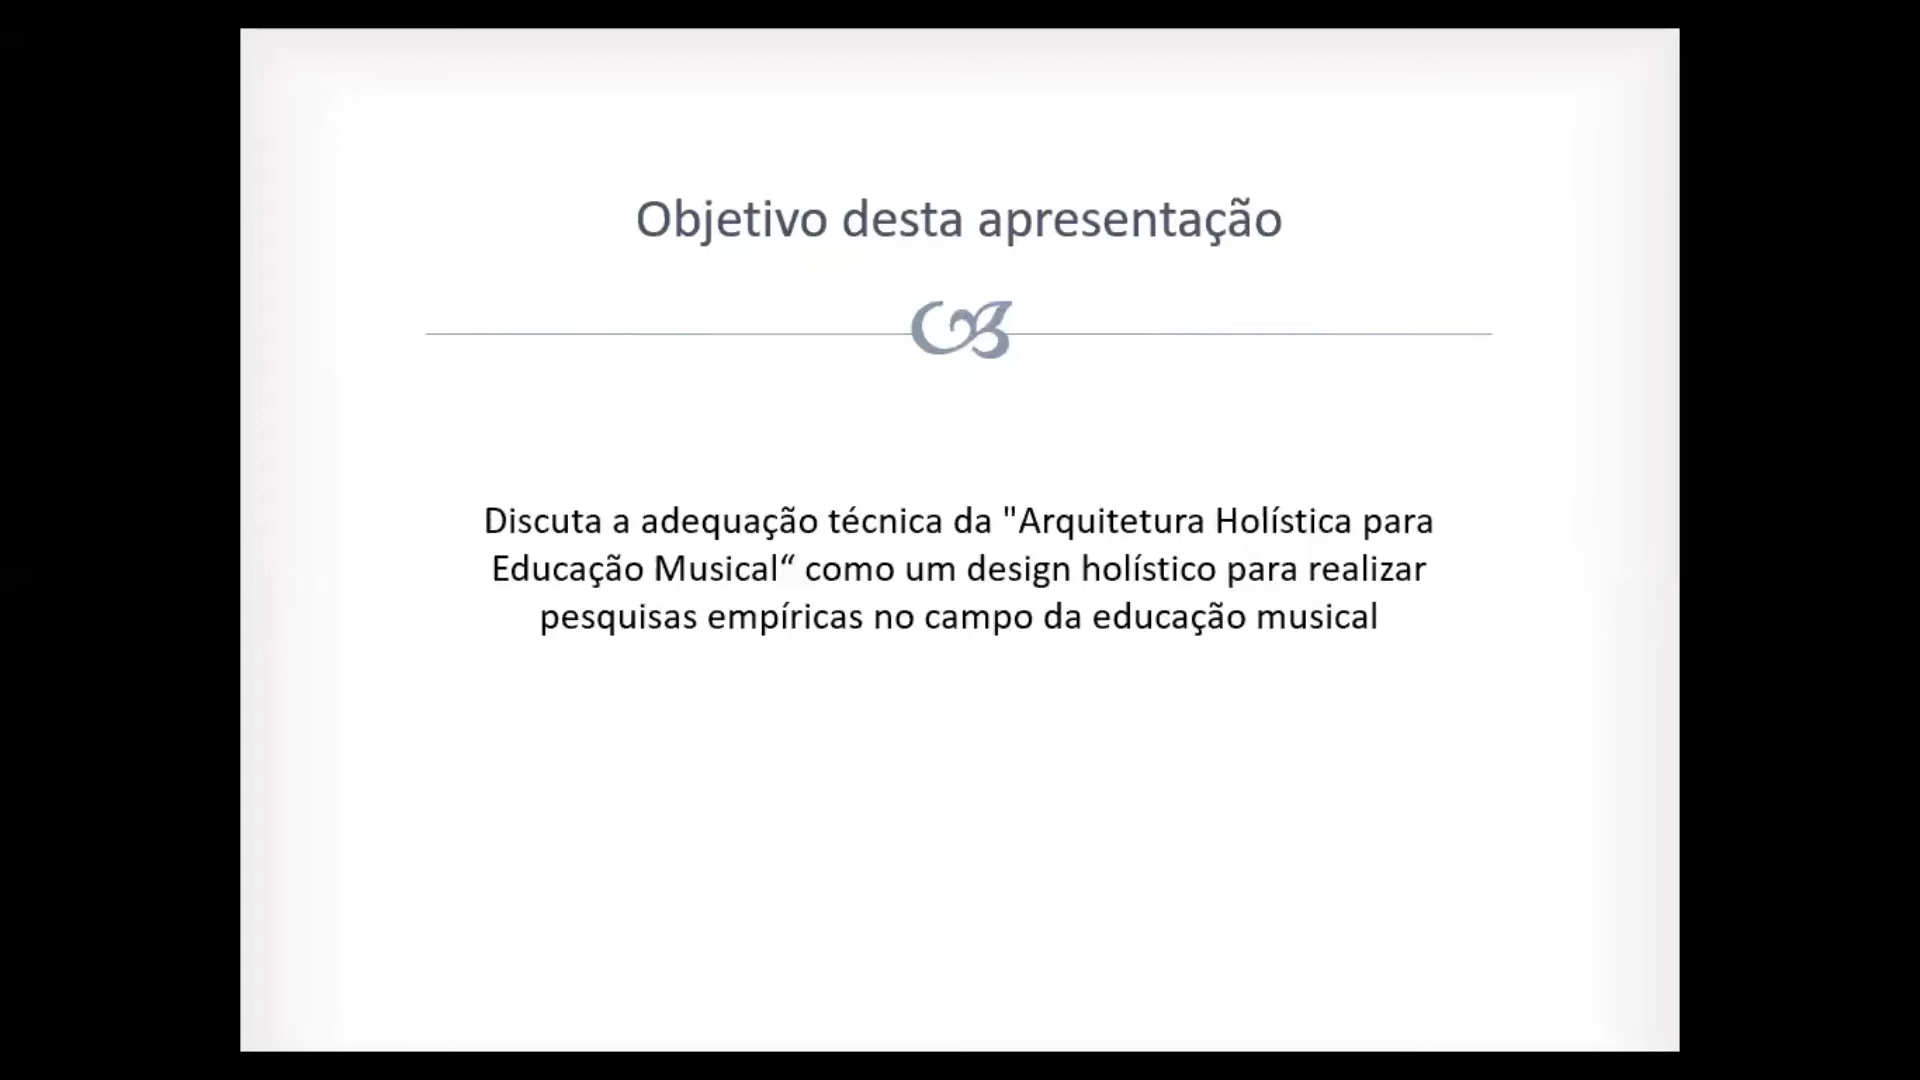 Objetivo desta apresentação
Discuta a adequação técnica da "Arquitetura Holística para
Educação Musical“ como um design holístico para realizar
pesquisas empíricas no campo da educação musical